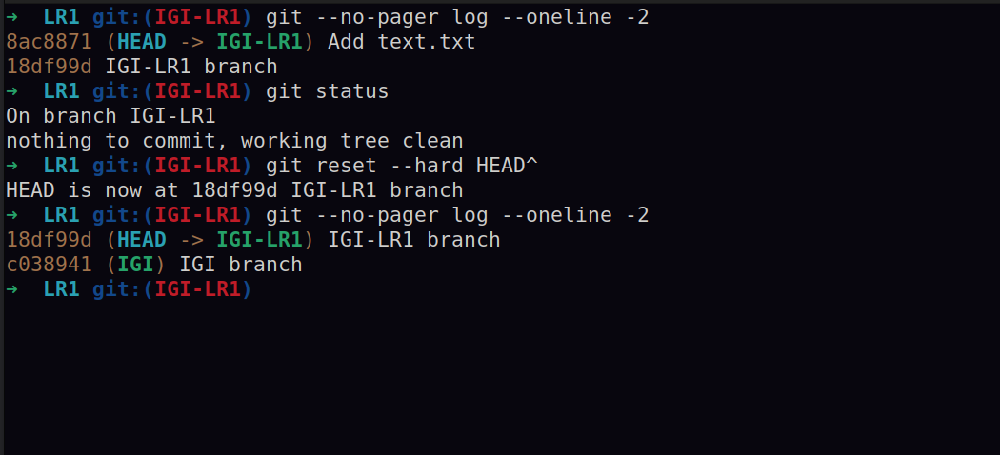 →  LR1 git:(IGI-LR1) git --no-pager log --oneline -2
8ac8871 (HEAD -> IGI-LR1) Add text.txt
18df99d IGI-LR1 branch
→  LR1 git:(IGI-LR1) git status
On branch IGI-LR1
nothing to commit, working tree clean
→  LR1 git:(IGI-LR1) git reset --hard HEAD^
HEAD is now at 18df99d IGI-LR1 branch
→  LR1 git:(IGI-LR1) git --no-pager log --oneline -2
18df99d (HEAD -> IGI-LR1) IGI-LR1 branch
c038941 (IGI) IGI branch
→  LR1 git:(IGI-LR1)